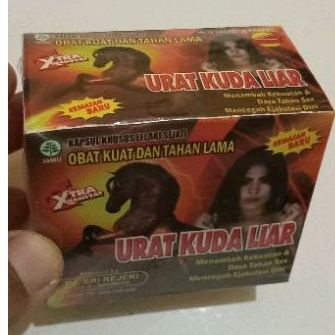 OBAT KUAT DAN TAHAN LAMA
XTRA
URAT KUDA LIAR
KEMASAN
BARU
Menambah Kekuatan &
Daya Tahan Sex
Mencegah Ejakulasi Dini
JAMU
KAPSUL KHUSUS LELAKI SEJATI
OBAT KUAT DAN TAHAN LAMA
KEMASAN
BARU
XTRA
URAT KUDA LIAR
Menambah Kekuatan &
Daya Tahan Sex
Mencegah Ejakulasi Dini
SRI REJEKI